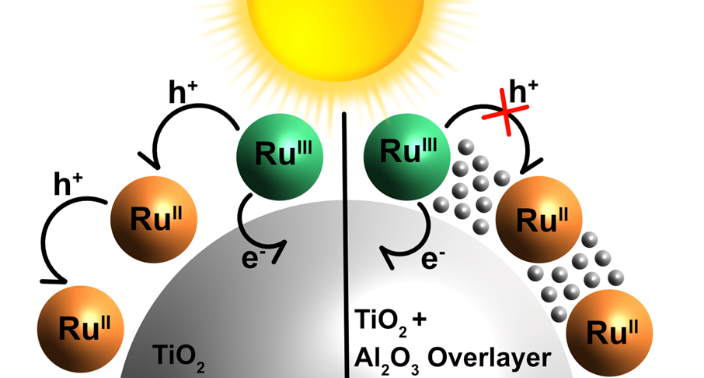 h⁺
h⁺
Ruᴵᴵᴵ
Ruᴵᴵᴵ
h⁺
Ruᴵᴵ
Ruᴵᴵ
e⁻
e⁻
Ruᴵᴵ
Ruᴵᴵ
TiO₂
TiO₂ +
Al₂O₃ Overlayer